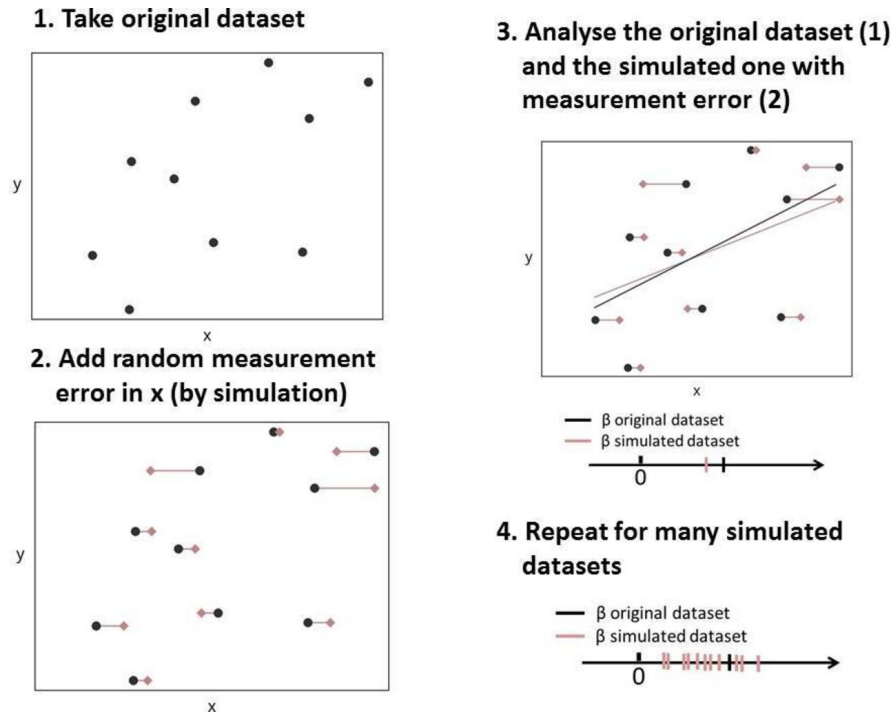 1. Take original dataset
y
x
2. Add random measurement
error in x (by simulation)
y
x
3. Analyse the original dataset (1)
and the simulated one with
measurement error (2)
y
x
β original dataset
β simulated dataset
0
4. Repeat for many simulated
datasets
β original dataset
β simulated dataset
0